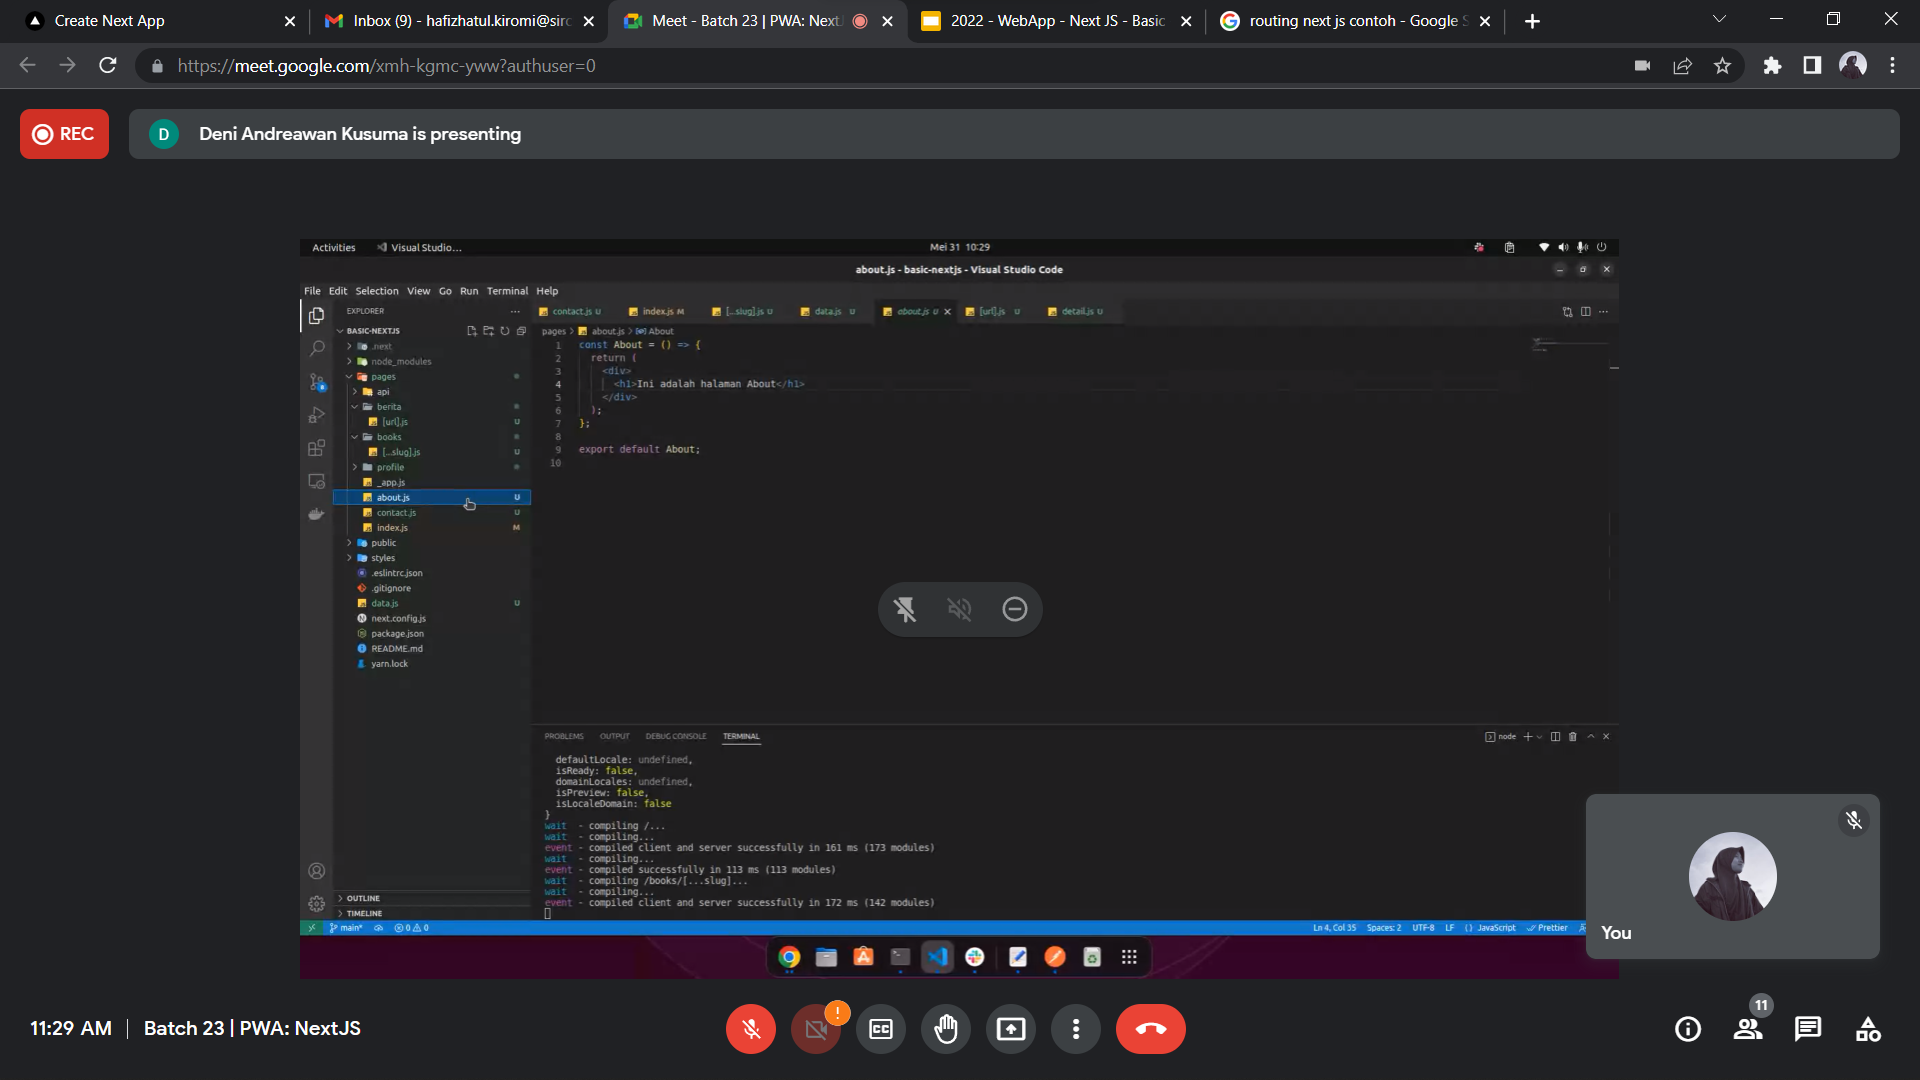 Create Next App
Inbox (9) - hafizhatul.kiromi@sirc
Meet - Batch 23 | PWA: NextJ
2022 - WebApp - Next JS - Basic
routing next js contoh - Google S
https://meet.google.com/xmh-kgmc-yww?authuser=0
REC
D
Deni Andreawan Kusuma is presenting
Activities
Visual Studio...
Mei 31 10:29
about.js - basic-nextjs - Visual Studio Code
File Edit Selection View Go Run Terminal Help
EXPLORER
contact.js U
index.js M
[...slug].js U
data.js U
about.js U
[url].js U
detail.js U
BASIC-NEXTJS
pages > about.js > About
.next
node_modules
pages
api
berita
[url].js U
books
[...slug].js U
profile
_app.js
about.js U
contact.js U
index.js M
public
styles
.eslintrc.json
.gitignore
data.js U
next.config.js
package.json
README.md
yarn.lock
1 const About = () => {
2 return (
3 <div>
4 <h1>Ini adalah halaman About</h1>
5 </div>
6 );
7 };
8
9 export default About;
10
PROBLEMS OUTPUT DEBUG CONSOLE TERMINAL
node
defaultLocale: undefined,
isReady: false,
domainLocales: undefined,
isPreview: false,
isLocaleDomain: false
}
wait - compiling /...
wait - compiling...
event - compiled client and server successfully in 161 ms (173 modules)
wait - compiling...
event - compiled successfully in 113 ms (113 modules)
wait - compiling /books/[...slug]...
wait - compiling...
event - compiled client and server successfully in 172 ms (142 modules)
OUTLINE
TIMELINE
main*
0 0
Ln 4, Col 35 Spaces: 2 UTF-8 LF JavaScript Prettier
You
11:29 AM | Batch 23 | PWA: NextJS
11